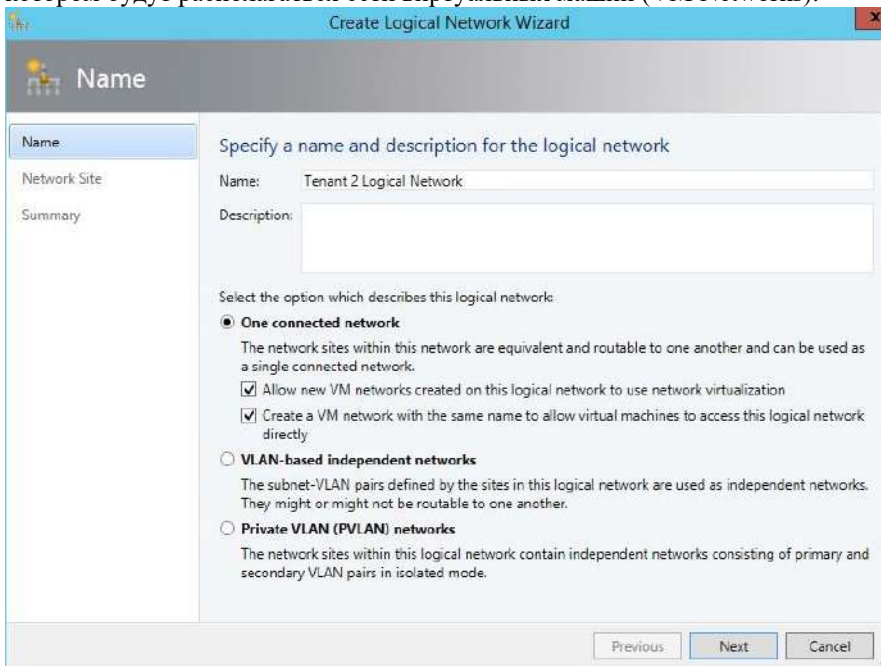 будут располагаться сети виртуальных машин (VM Networks).
Create Logical Network Wizard
x
Name
Name
Network Site
Summary
Specify a name and description for the logical network
Name: Tenant 2 Logical Network
Description:
Select the option which describes this logical network:
One connected network
The network sites within this network are equivalent and routable to one another and can be used as
a single connected network.
Allow new VM networks created on this logical network to use network virtualization
Create a VM network with the same name to allow virtual machines to access this logical network
directly
VLAN-based independent networks
The subnet-VLAN pairs defined by the sites in this logical network are used as independent networks.
They might or might not be routable to one another.
Private VLAN (PVLAN) networks
The network sites within this logical network contain independent networks consisting of primary and
secondary VLAN pairs in isolated mode.
Previous Next Cancel